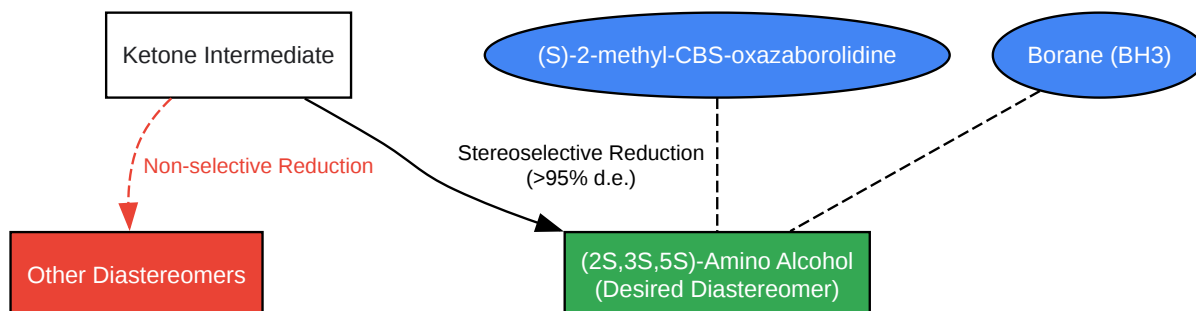 Ketone Intermediate
(S)-2-methyl-CBS-oxazaborolidine
Borane (BH3)
Non-selective Reduction
Stereoselective Reduction
(>95% d.e.)
Other Diastereomers
(2S,3S,5S)-Amino Alcohol
(Desired Diastereomer)